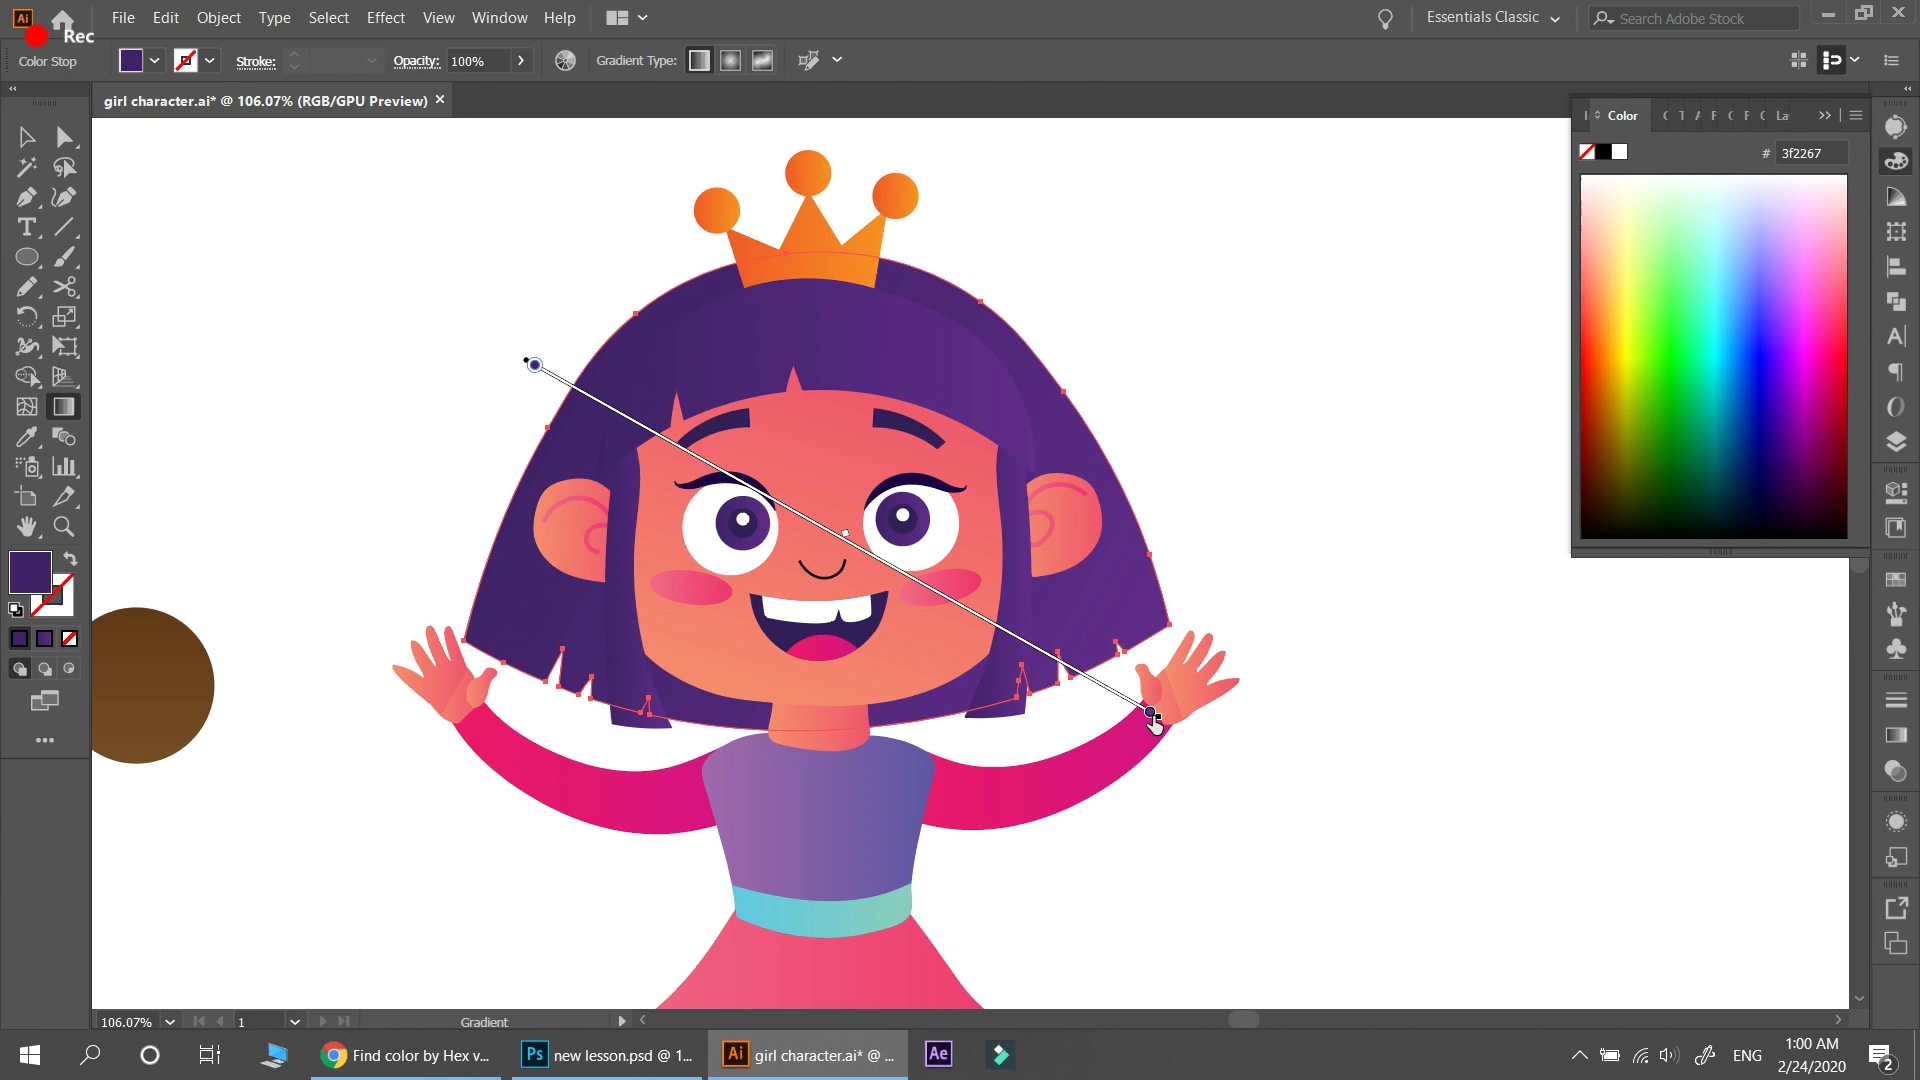 Ai
Rec
File Edit Object Type Select Effect View Window Help
Essentials Classic
Search Adobe Stock
Color Stop
Stroke:
Opacity: 100%
Gradient Type:
girl character.ai* @ 106.07% (RGB/GPU Preview) ×
Color
La
# 3f2267
106.07%
1
Gradient
Find color by Hex v...
Ps new lesson.psd @ 1...
Ai girl character.ai* @ ...
Ae
ENG
1:00 AM
2/24/2020
2